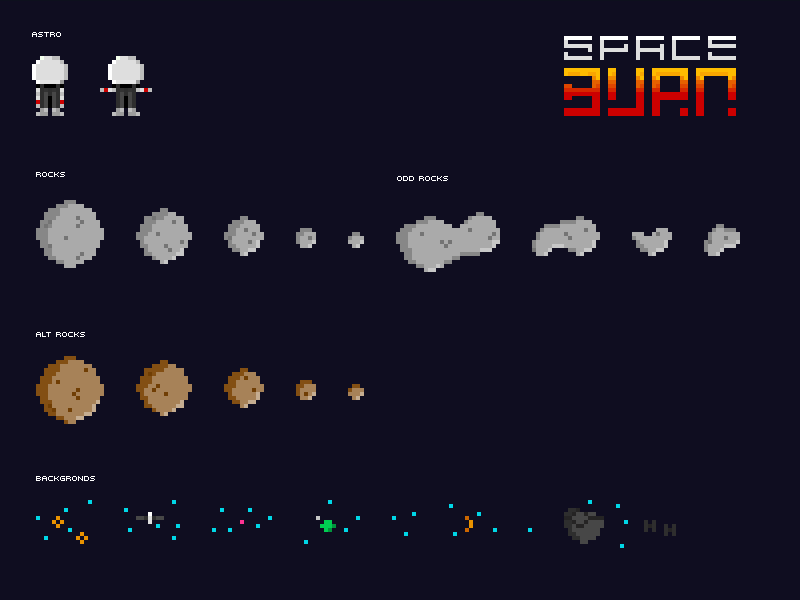 ASTRO
SPACE
BURN
ROCKS
ODD ROCKS
ALT ROCKS
BACKGRONDS
H H